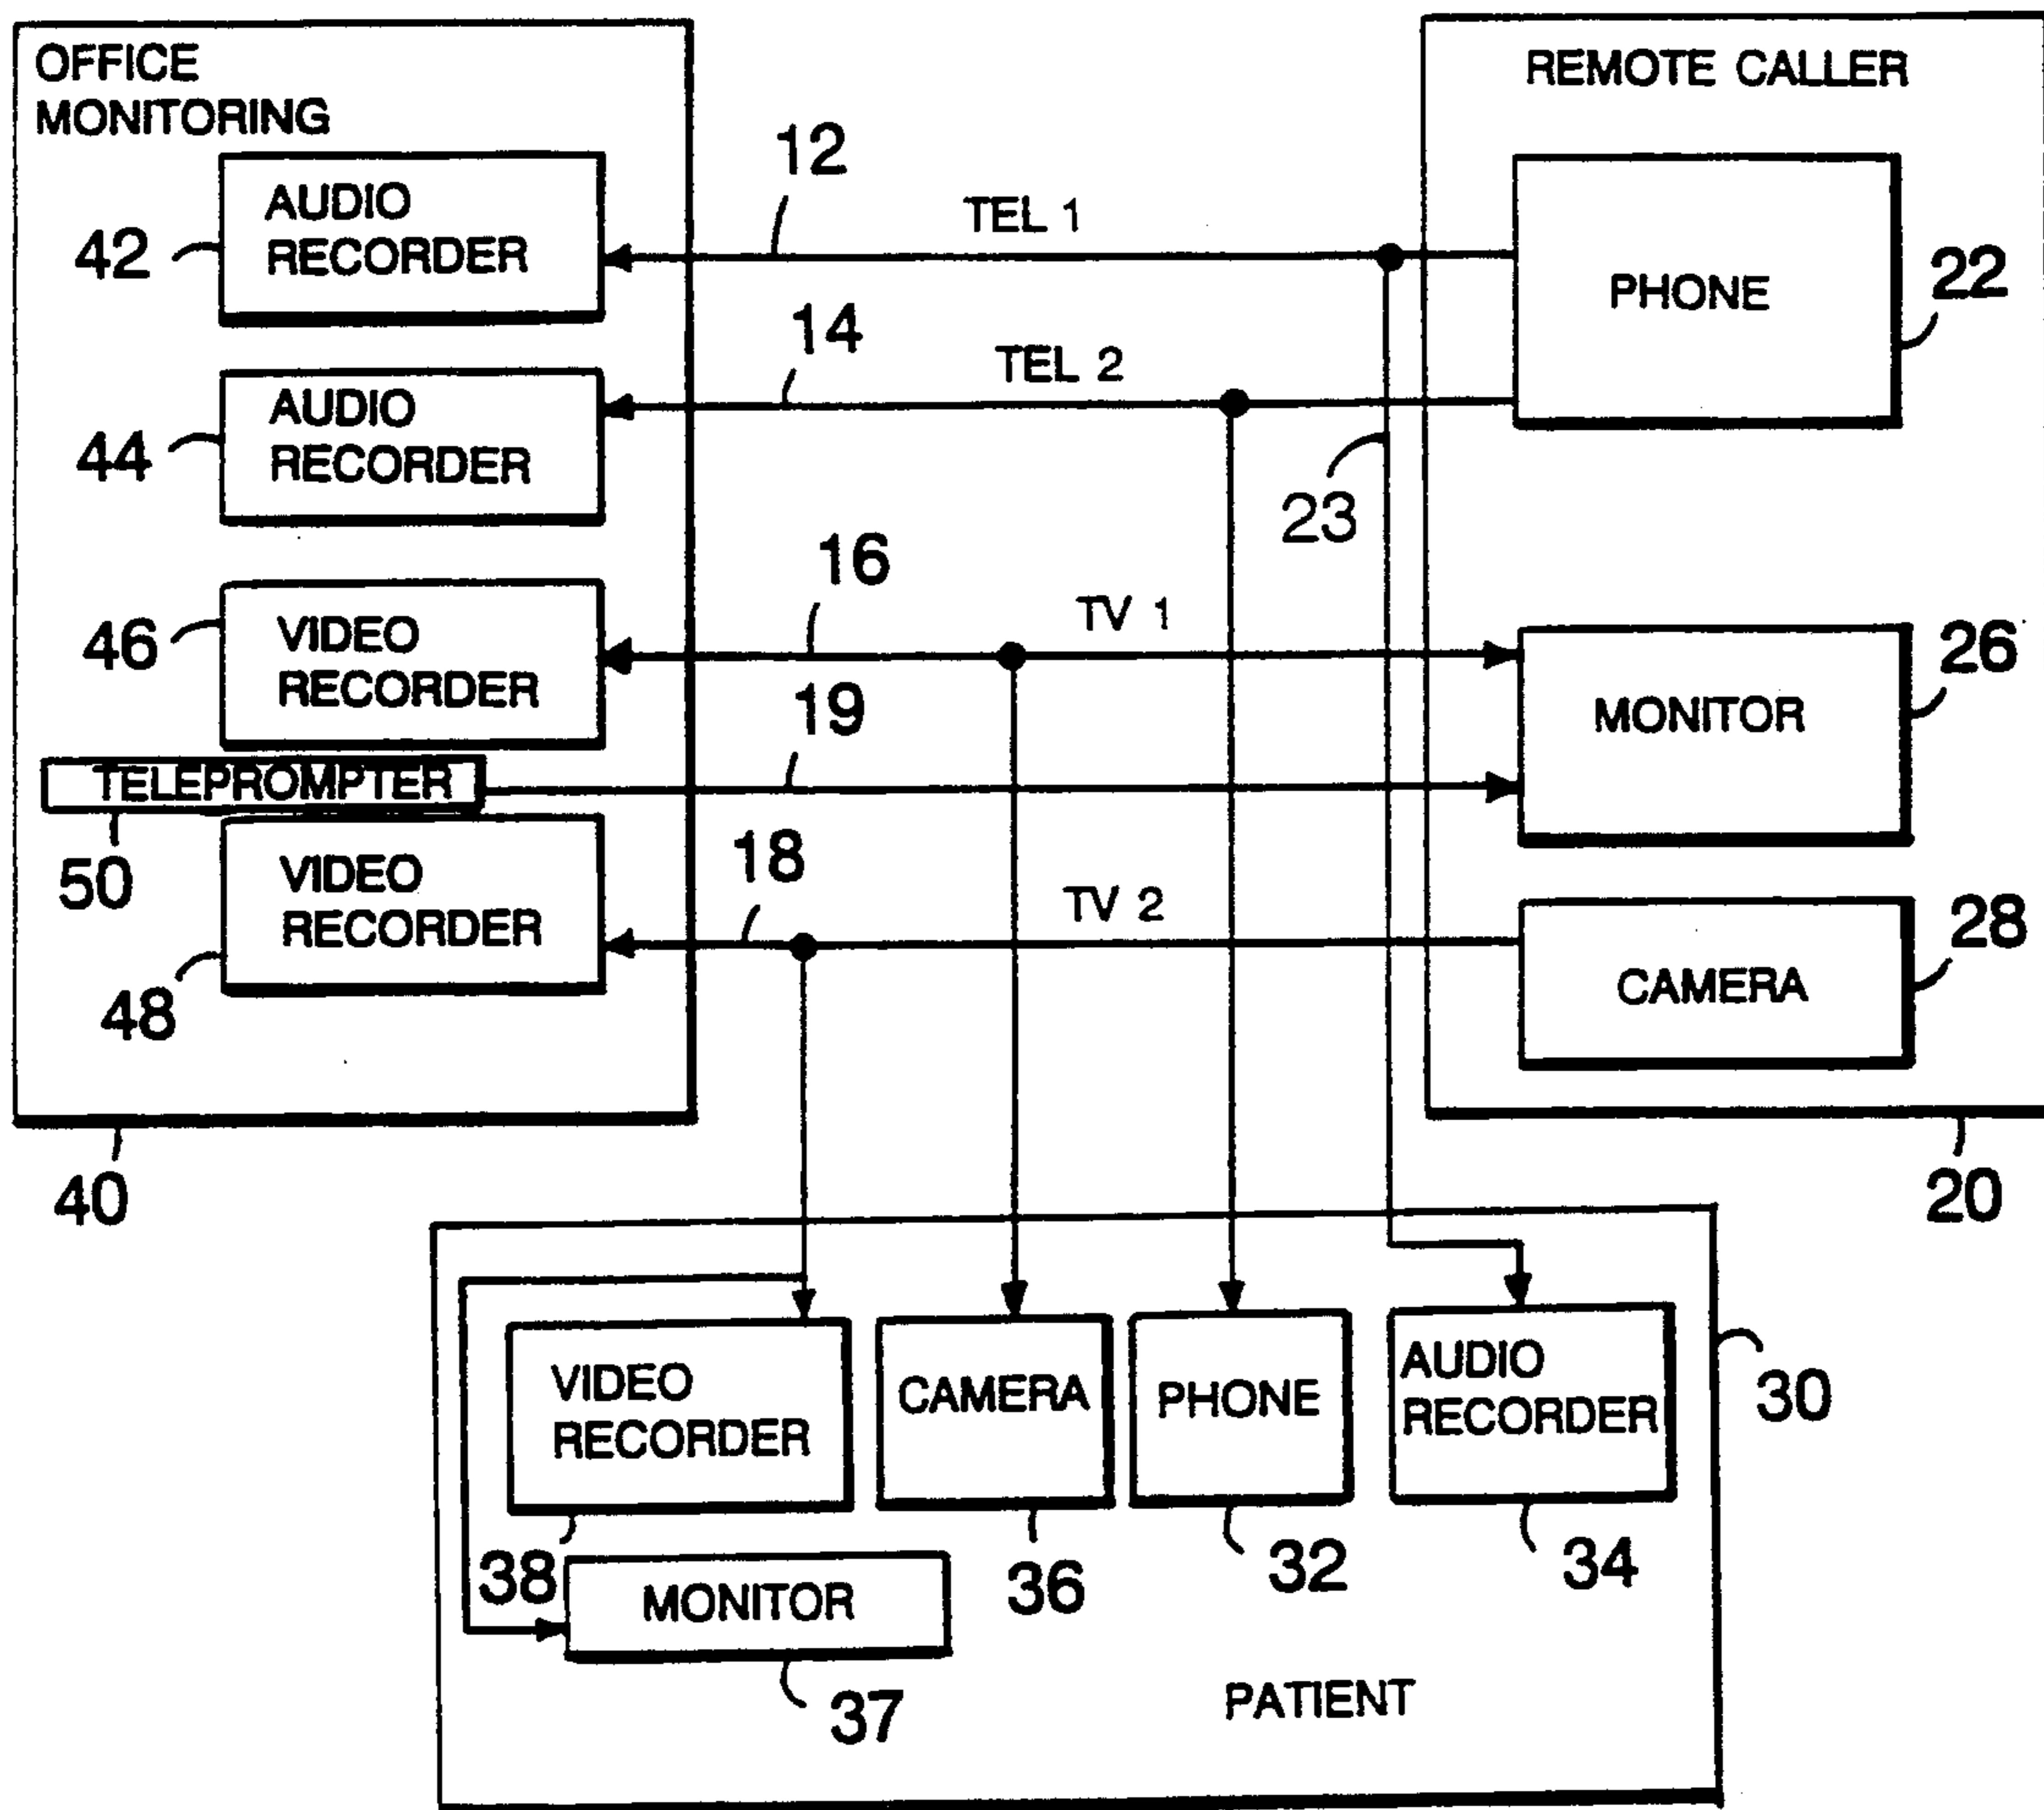 OFFICE
MONITORING
REMOTE CALLER
AUDIO
RECORDER
42
12
TEL 1
PHONE
22
AUDIO
RECORDER
44
14
TEL 2
23
VIDEO
RECORDER
46
16
TV 1
MONITOR
26
TELEPROMPTER
50
19
VIDEO
RECORDER
48
18
TV 2
CAMERA
28
40
20
VIDEO
RECORDER
38
CAMERA
36
PHONE
32
AUDIO
RECORDER
34
30
MONITOR
37
PATIENT